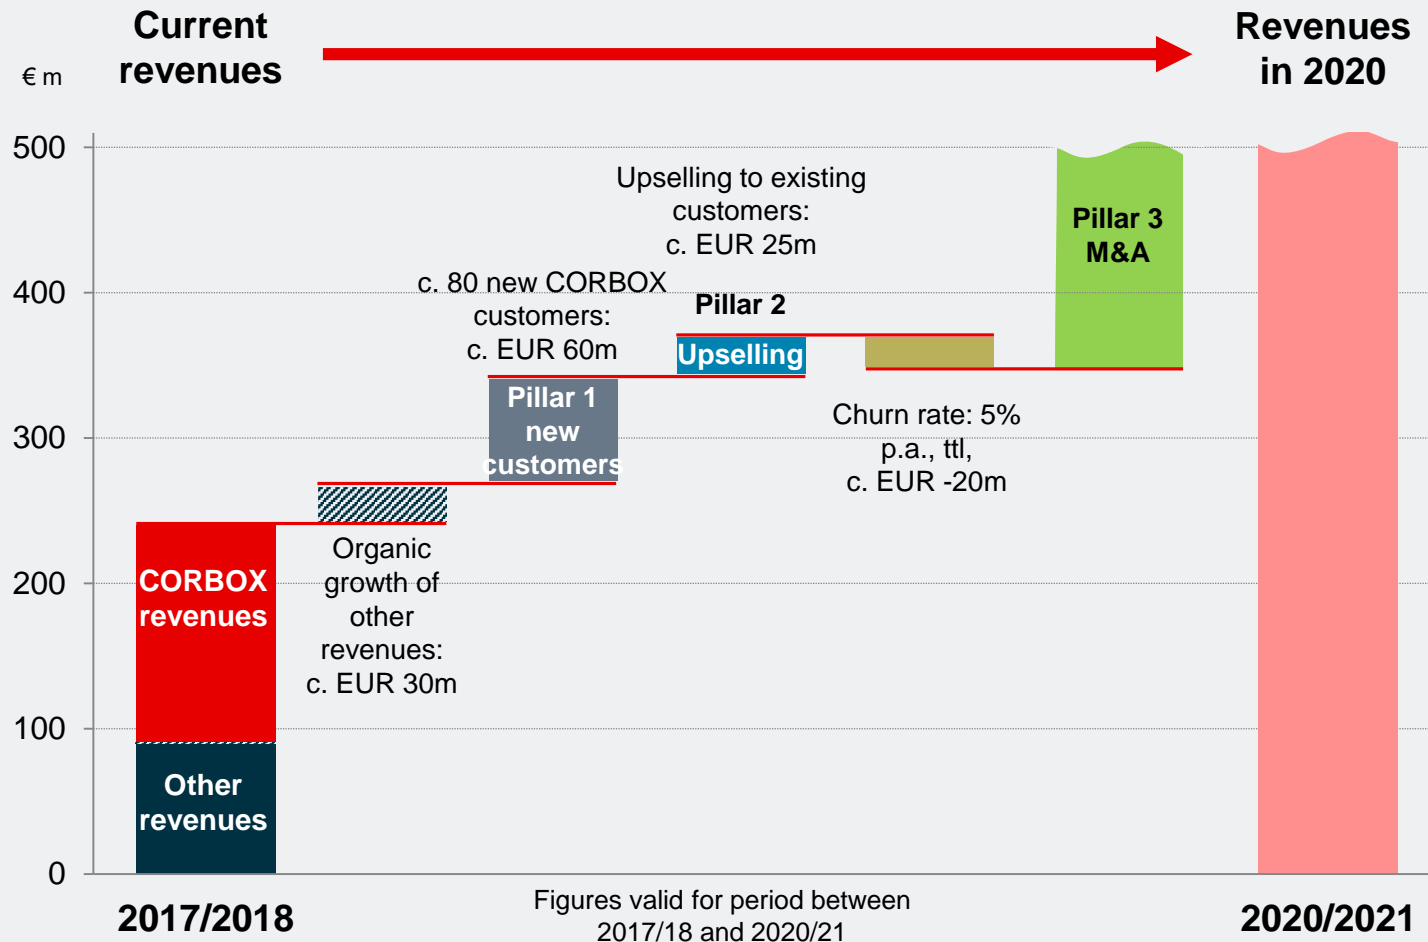 Current
revenues
Revenues
in 2020
€ m
500
400
300
200
100
0
Upselling to existing
customers:
c. EUR 25m
Pillar 3
M&A
c. 80 new CORBOX
customers:
c. EUR 60m
Pillar 2
Upselling
Pillar 1
new
customers
Churn rate: 5%
p.a., ttl,
c. EUR -20m
Organic
growth of
other
revenues:
c. EUR 30m
CORBOX
revenues
Other
revenues
2017/2018
Figures valid for period between
2017/18 and 2020/21
2020/2021